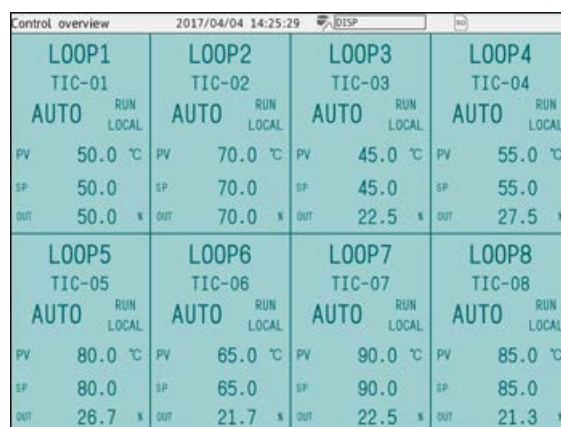 Control overview 2017/04/04 14:25:29 DISP SD
LOOP1 LOOP2 LOOP3 LOOP4
TIC-01 TIC-02 TIC-03 TIC-04
AUTO RUN LOCAL AUTO RUN LOCAL AUTO RUN LOCAL AUTO RUN LOCAL
PV 50.0 ℃ PV 70.0 ℃ PV 45.0 ℃ PV 55.0 ℃
SP 50.0 SP 70.0 SP 45.0 SP 55.0
OUT 50.0 % OUT 70.0 % OUT 22.5 % OUT 27.5 %
LOOP5 LOOP6 LOOP7 LOOP8
TIC-05 TIC-06 TIC-07 TIC-08
AUTO RUN LOCAL AUTO RUN LOCAL AUTO RUN LOCAL AUTO RUN LOCAL
PV 80.0 ℃ PV 65.0 ℃ PV 90.0 ℃ PV 85.0 ℃
SP 80.0 SP 65.0 SP 90.0 SP 85.0
OUT 26.7 % OUT 21.7 % OUT 22.5 % OUT 21.3 %